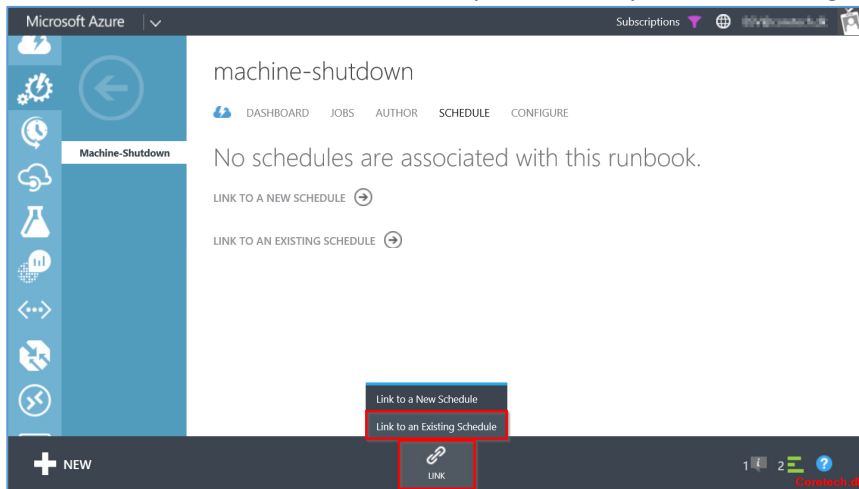 Microsoft Azure
Subscriptions
machine-shutdown
DASHBOARD JOBS AUTHOR SCHEDULE CONFIGURE
Machine-Shutdown
No schedules are associated with this runbook.
LINK TO A NEW SCHEDULE
LINK TO AN EXISTING SCHEDULE
Link to a New Schedule
Link to an Existing Schedule
NEW
LINK
1
2
?